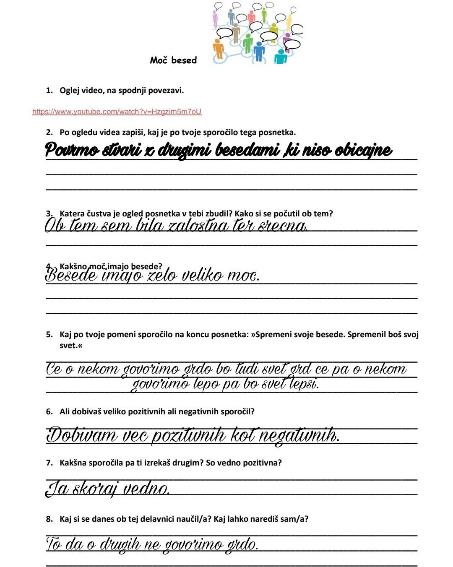 Moč besed
1. Oglej video, na spodnji povezavi.
https://www.youtube.com/watch?v=Hzgzim5m7oU
2. Po ogledu videa zapiši, kaj je po tvoje sporočilo tega posnetka.
Povrmo stvari z drugimi besedami ,ki niso obicajne
3. Katera čustva je ogled posnetka v tebi zbudil? Kako si se počutil ob tem?
Ob tem sem bila zalostna ter srecna.
4. Kakšno moč imajo besede?
Besede imajo zelo veliko moc.
5. Kaj po tvoje pomeni sporočilo na koncu posnetka: »Spremeni svoje besede. Spremenil boš svoj
svet.«
Ce o nekom govorimo grdo bo tudi svet grd ce pa o nekom
govorimo lepo pa bo svet lepši.
6. Ali dobivaš veliko pozitivnih ali negativnih sporočil?
Dobivam vec pozitivnih kot negativnih.
7. Kakšna sporočila pa ti izrekaš drugim? So vedno pozitivna?
Ja skoraj vedno.
8. Kaj si se danes ob tej delavnici naučil/a? Kaj lahko narediš sam/a?
To da o drugih ne govorimo grdo.